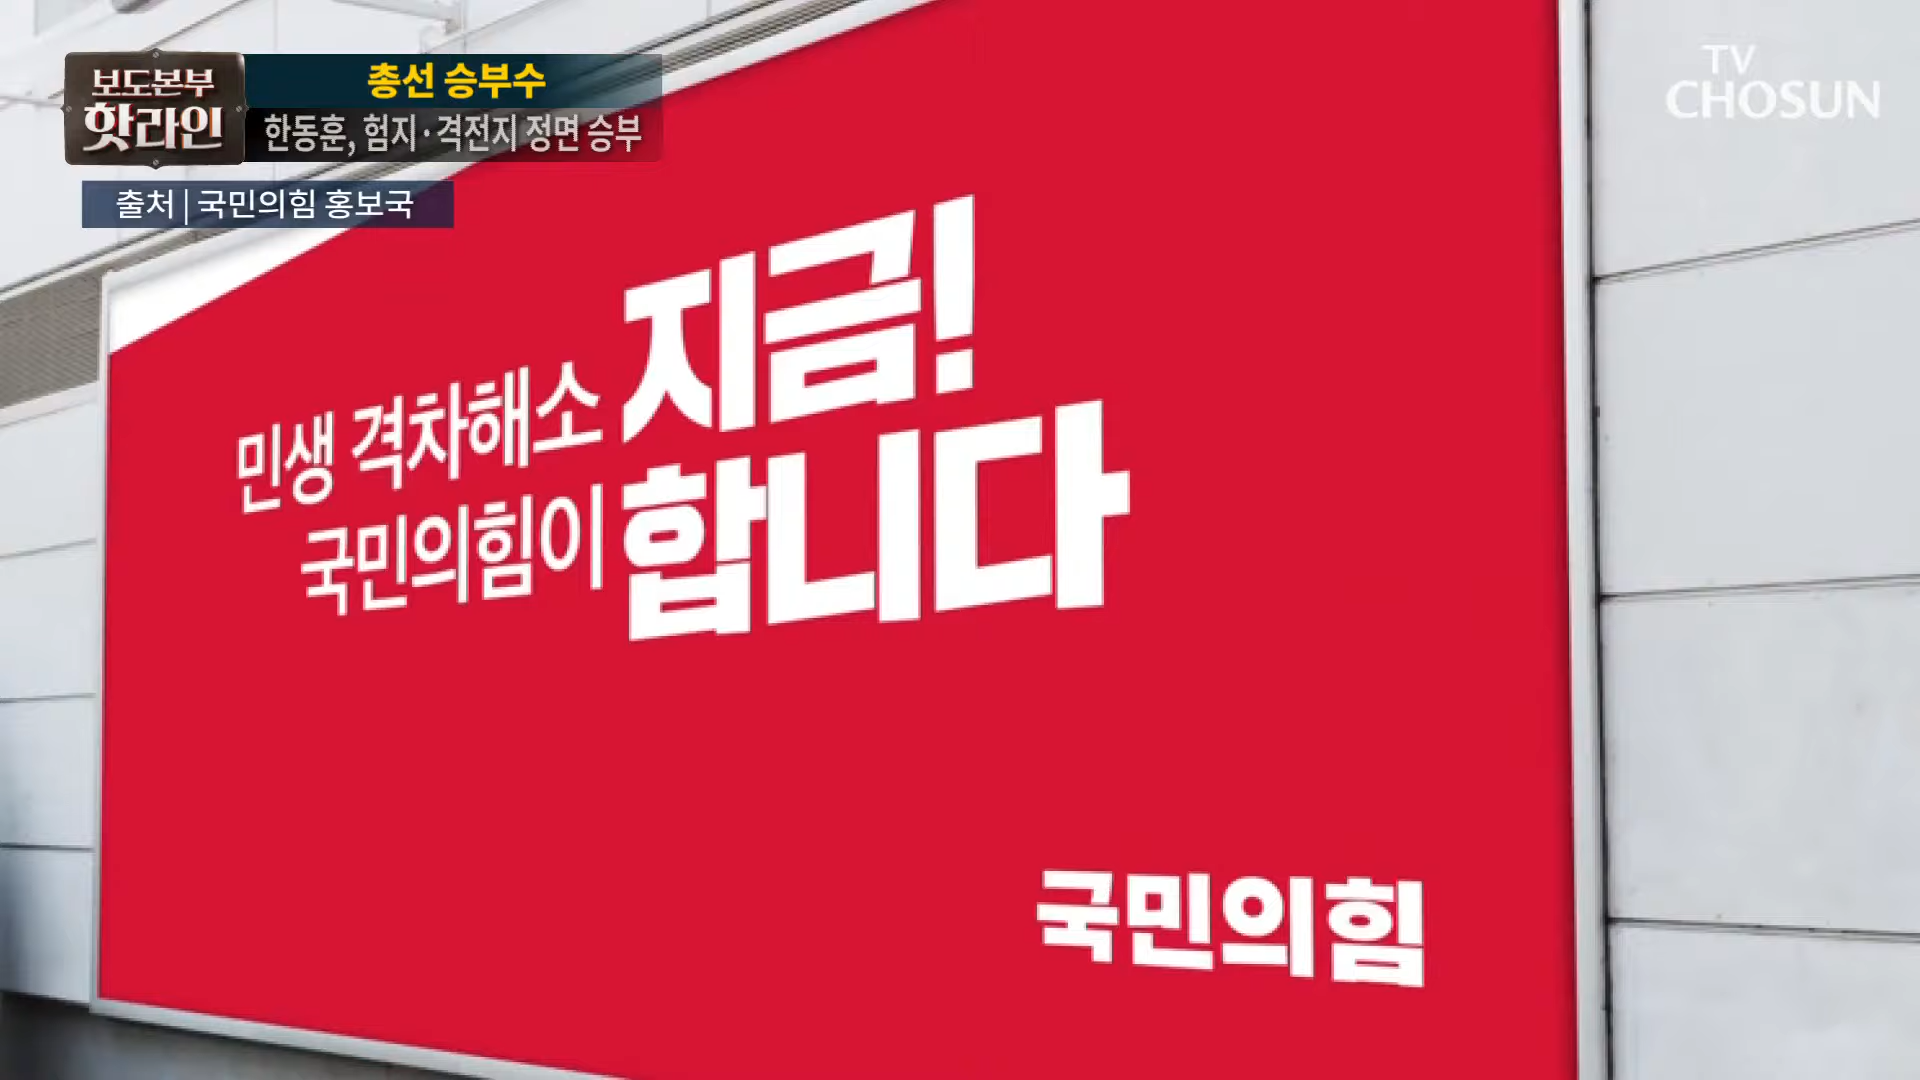 보도본부
핫라인
총선 승부수
한동훈, 험지·격전지 정면 승부
출처 | 국민의힘 홍보국
TV
CHOSUN
민생 격차해소 지금!
국민의힘이 합니다
국민의힘